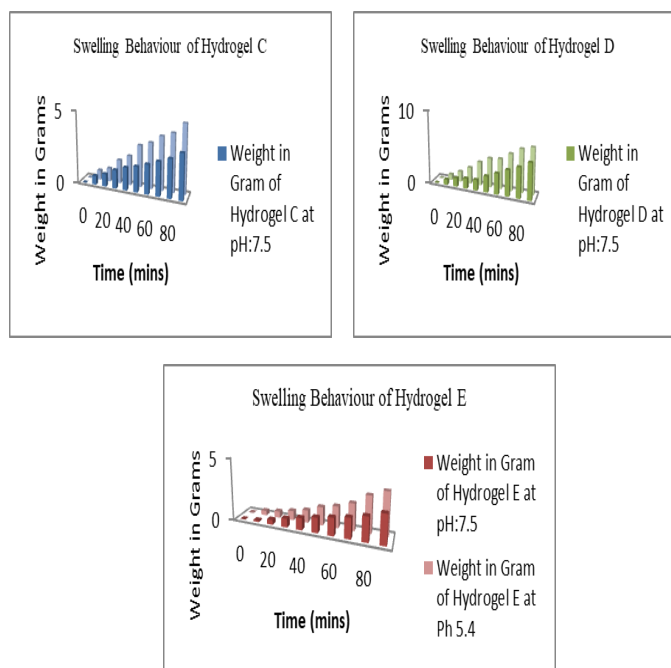 Swelling Behaviour of Hydrogel C
5
0
Weight in Grams
0 20 40 60 80
Time (mins)
Weight in
Gram of
Hydrogel C at
pH:7.5
Swelling Behaviour of Hydrogel D
10
0
Weight in Grams
0 20 40 60 80
Time (mins)
Weight in
Gram of
Hydrogel D at
pH:7.5
Swelling Behaviour of Hydrogel E
5
0
Weight in Grams
0 20 40 60 80
Time (mins)
Weight in Gram
of Hydrogel E at
pH:7.5
Weight in Gram
of Hydrogel E at
Ph 5.4